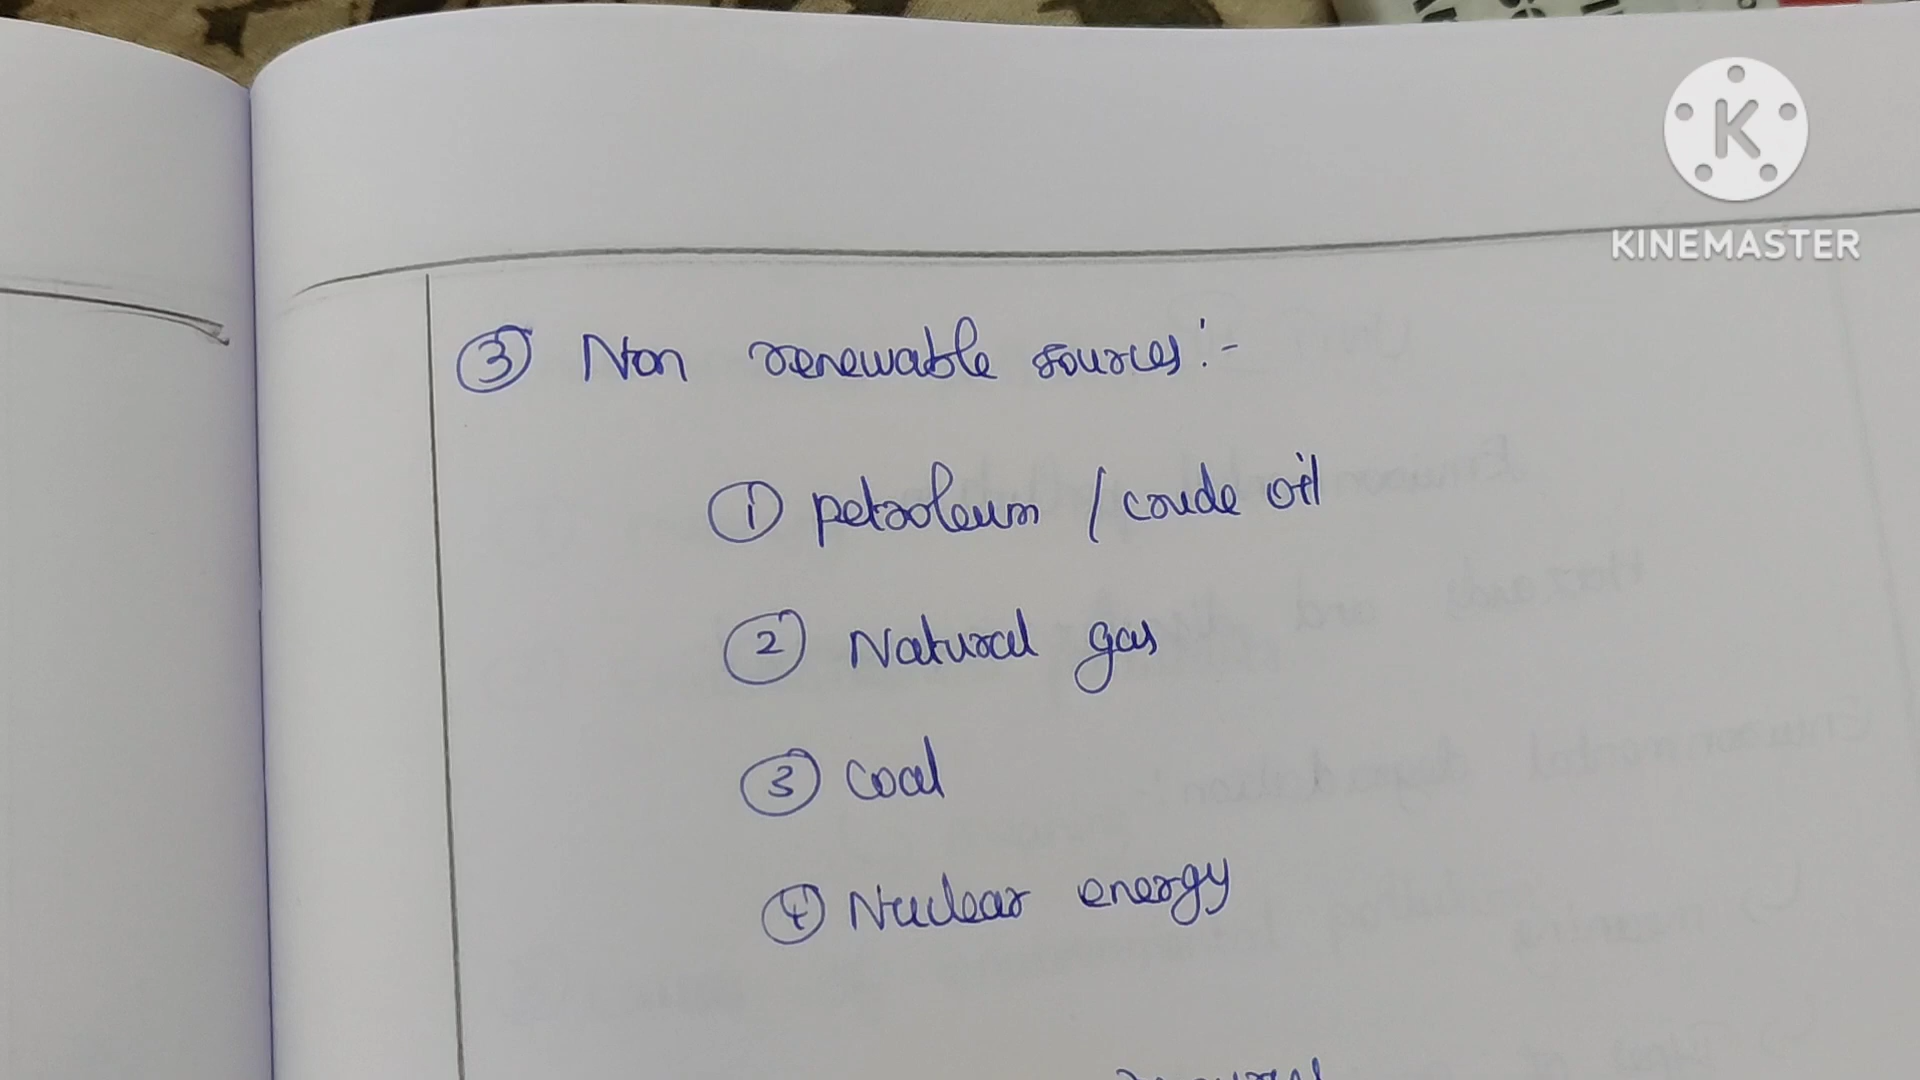 K
KINEMASTER
③ Non renewable sources:-
① petroleum / crude oil
② Natural gas
③ coal
④ Nuclear energy